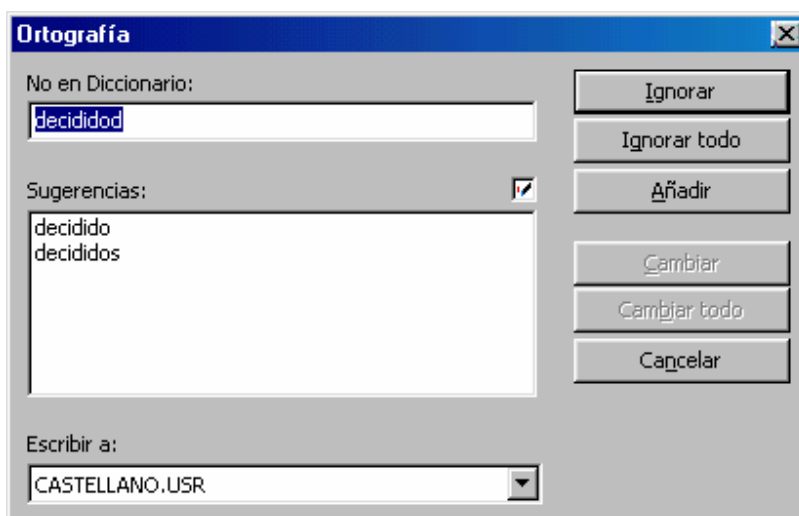 Ortografía
No en Diccionario:
decididod
Sugerencias:
decidido
decididos
Escribir a:
CASTELLANO.USR
Ignorar
Ignorar todo
Añadir
Cambiar
Cambiar todo
Cancelar